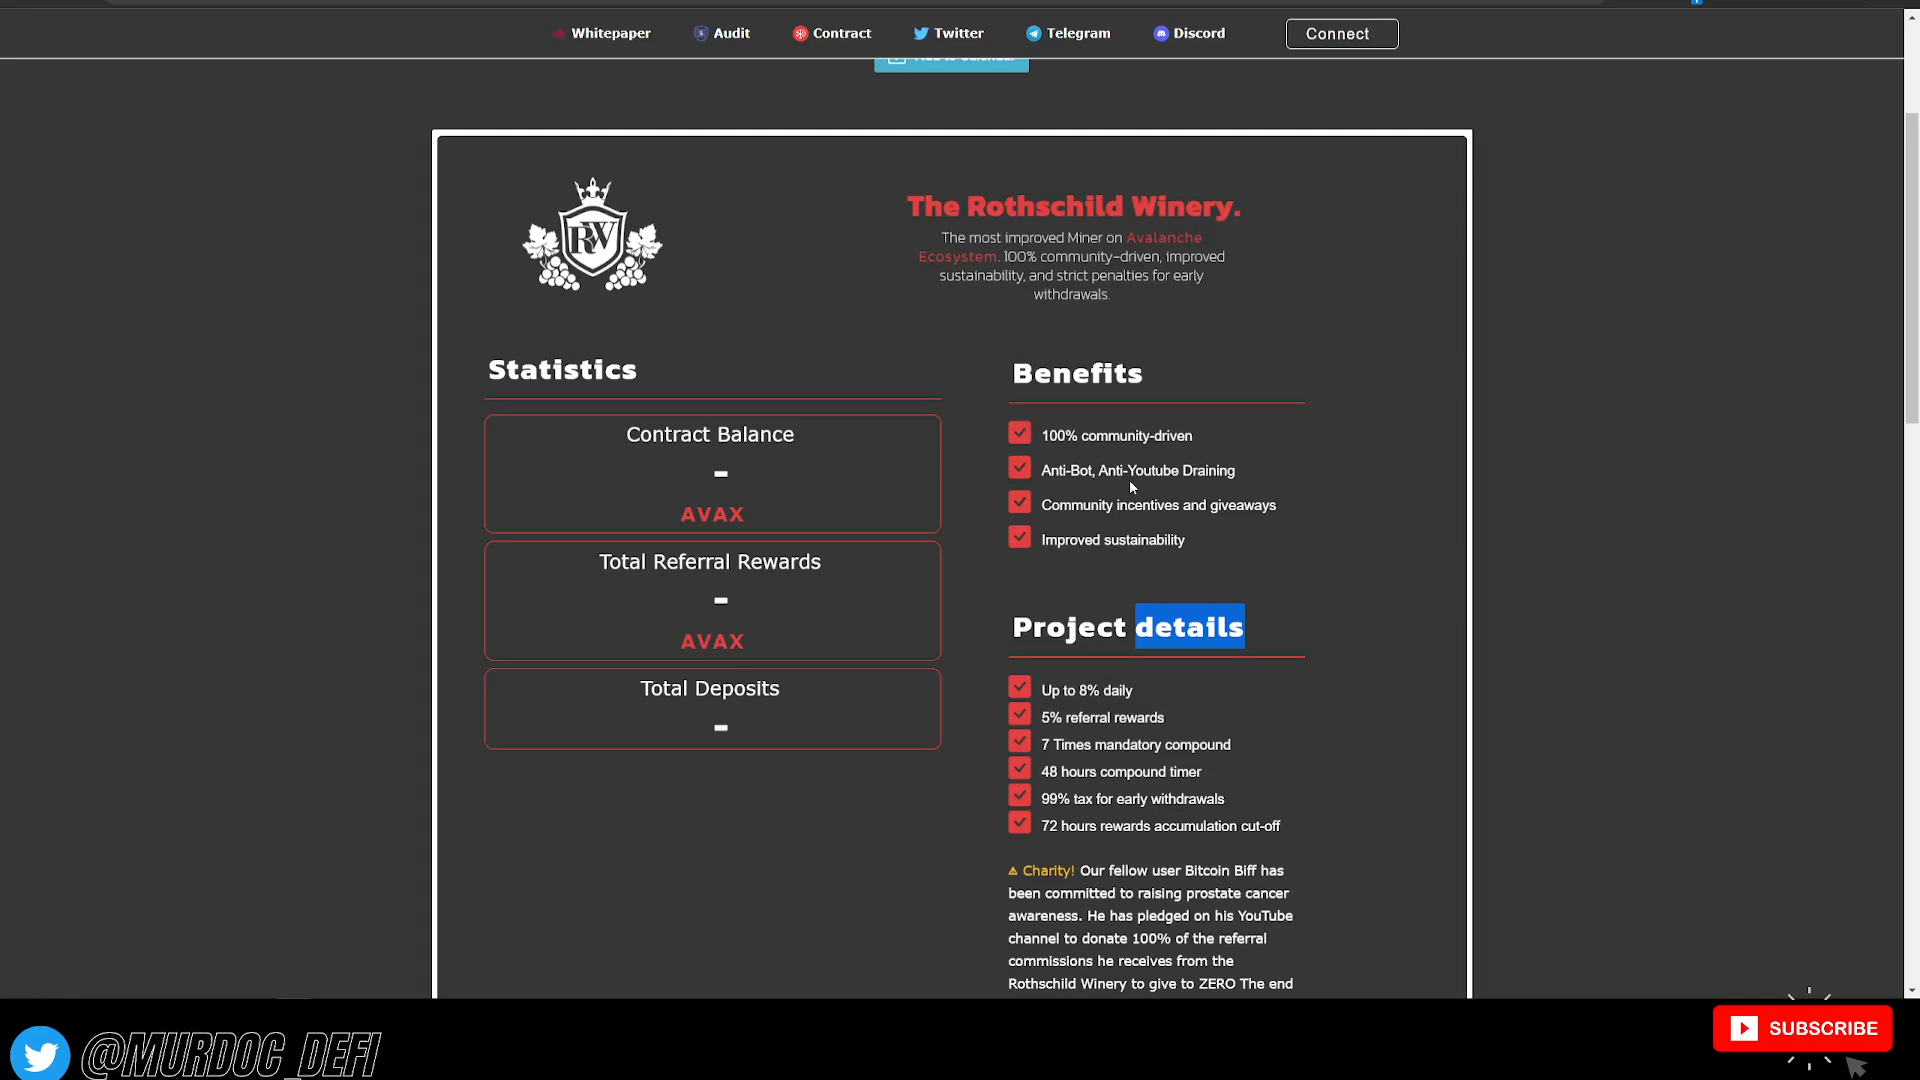 Whitepaper Audit Contract Twitter Telegram Discord Connect
RW
The Rothschild Winery.
The most improved Miner on Avalanche
Ecosystem. 100% community-driven, improved
sustainability, and strict penalties for early
withdrawals.
Statistics
Contract Balance
-
AVAX
Total Referral Rewards
-
AVAX
Total Deposits
-
Benefits
100% community-driven
Anti-Bot, Anti-Youtube Draining
Community incentives and giveaways
Improved sustainability
Project details
Up to 8% daily
5% referral rewards
7 Times mandatory compound
48 hours compound timer
99% tax for early withdrawals
72 hours rewards accumulation cut-off
Charity! Our fellow user Bitcoin Biff has
been committed to raising prostate cancer
awareness. He has pledged on his YouTube
channel to donate 100% of the referral
commissions he receives from the
Rothschild Winery to give to ZERO The end
@MURDOC_DEFI
SUBSCRIBE